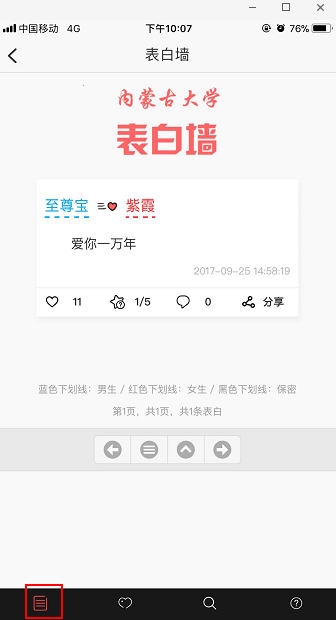 中国移动 4G 下午10:07 76%
表白墙
内蒙古大学
表白墙
至尊宝 紫霞
爱你一万年
2017-09-25 14:58:19
11 1/5 0 分享
蓝色下划线：男生 / 红色下划线：女生 / 黑色下划线：保密
第1页，共1页，共1条表白